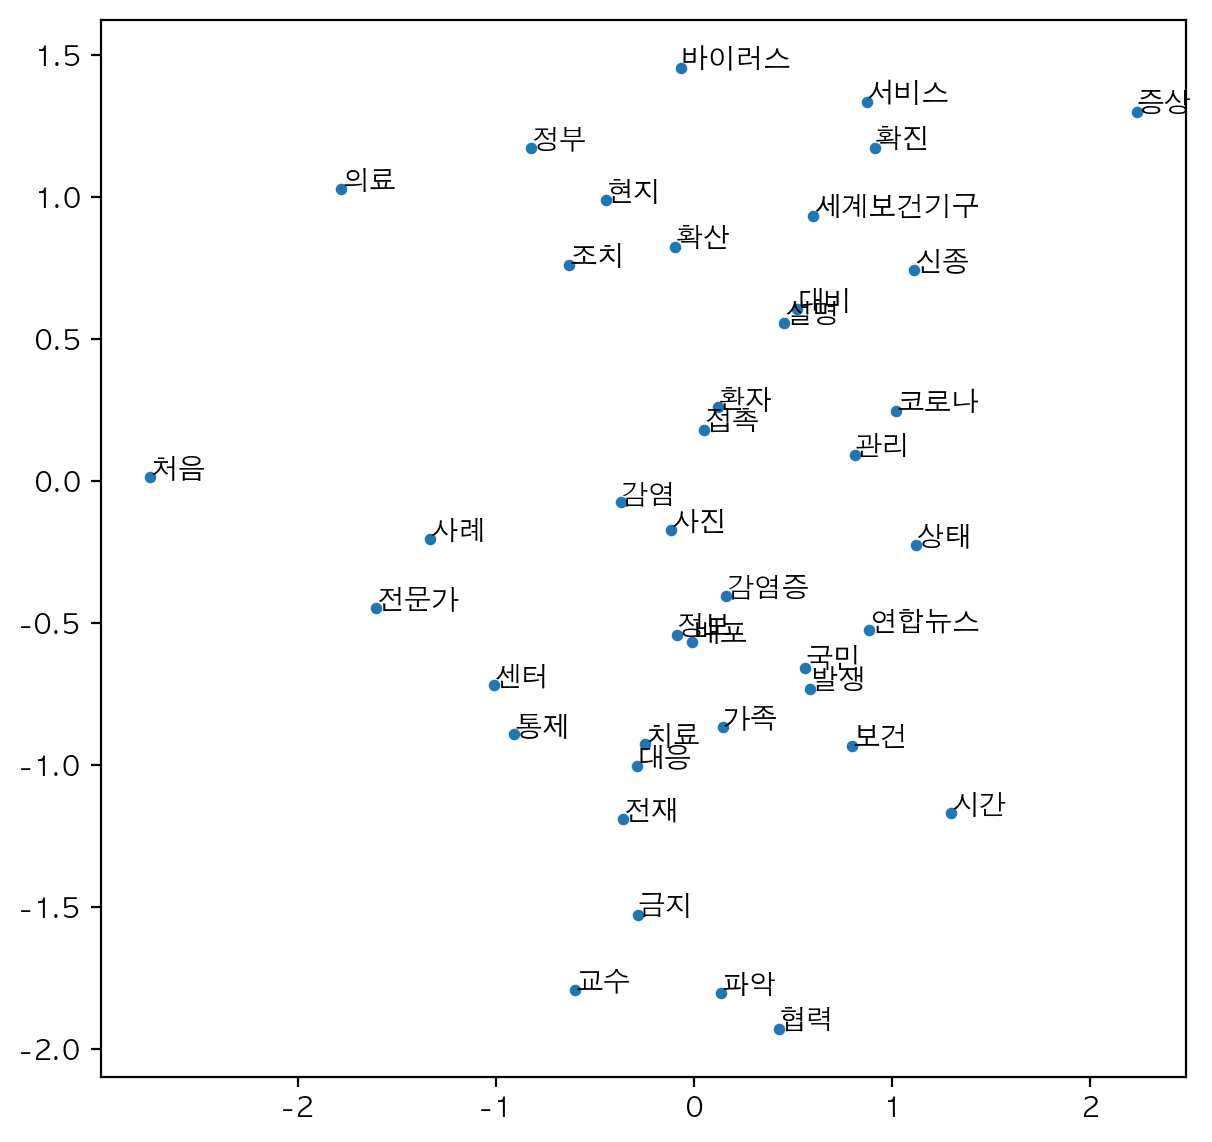 1.5
바이러스
서비스
증상
정부
확진
의료
1.0
현지
세계보건기구
확산
조치
신종
대비
설명
0.5
환자
코로나
접촉
관리
처음
0.0
감염
사진
사례
상태
감염증
전문가
-0.5
정보
배포
연합뉴스
국민
발생
센터
가족
통제
치료
보건
대응
-1.0
전재
시간
-1.5
금지
교수
파악
협력
-2.0
-2
-1
0
1
2